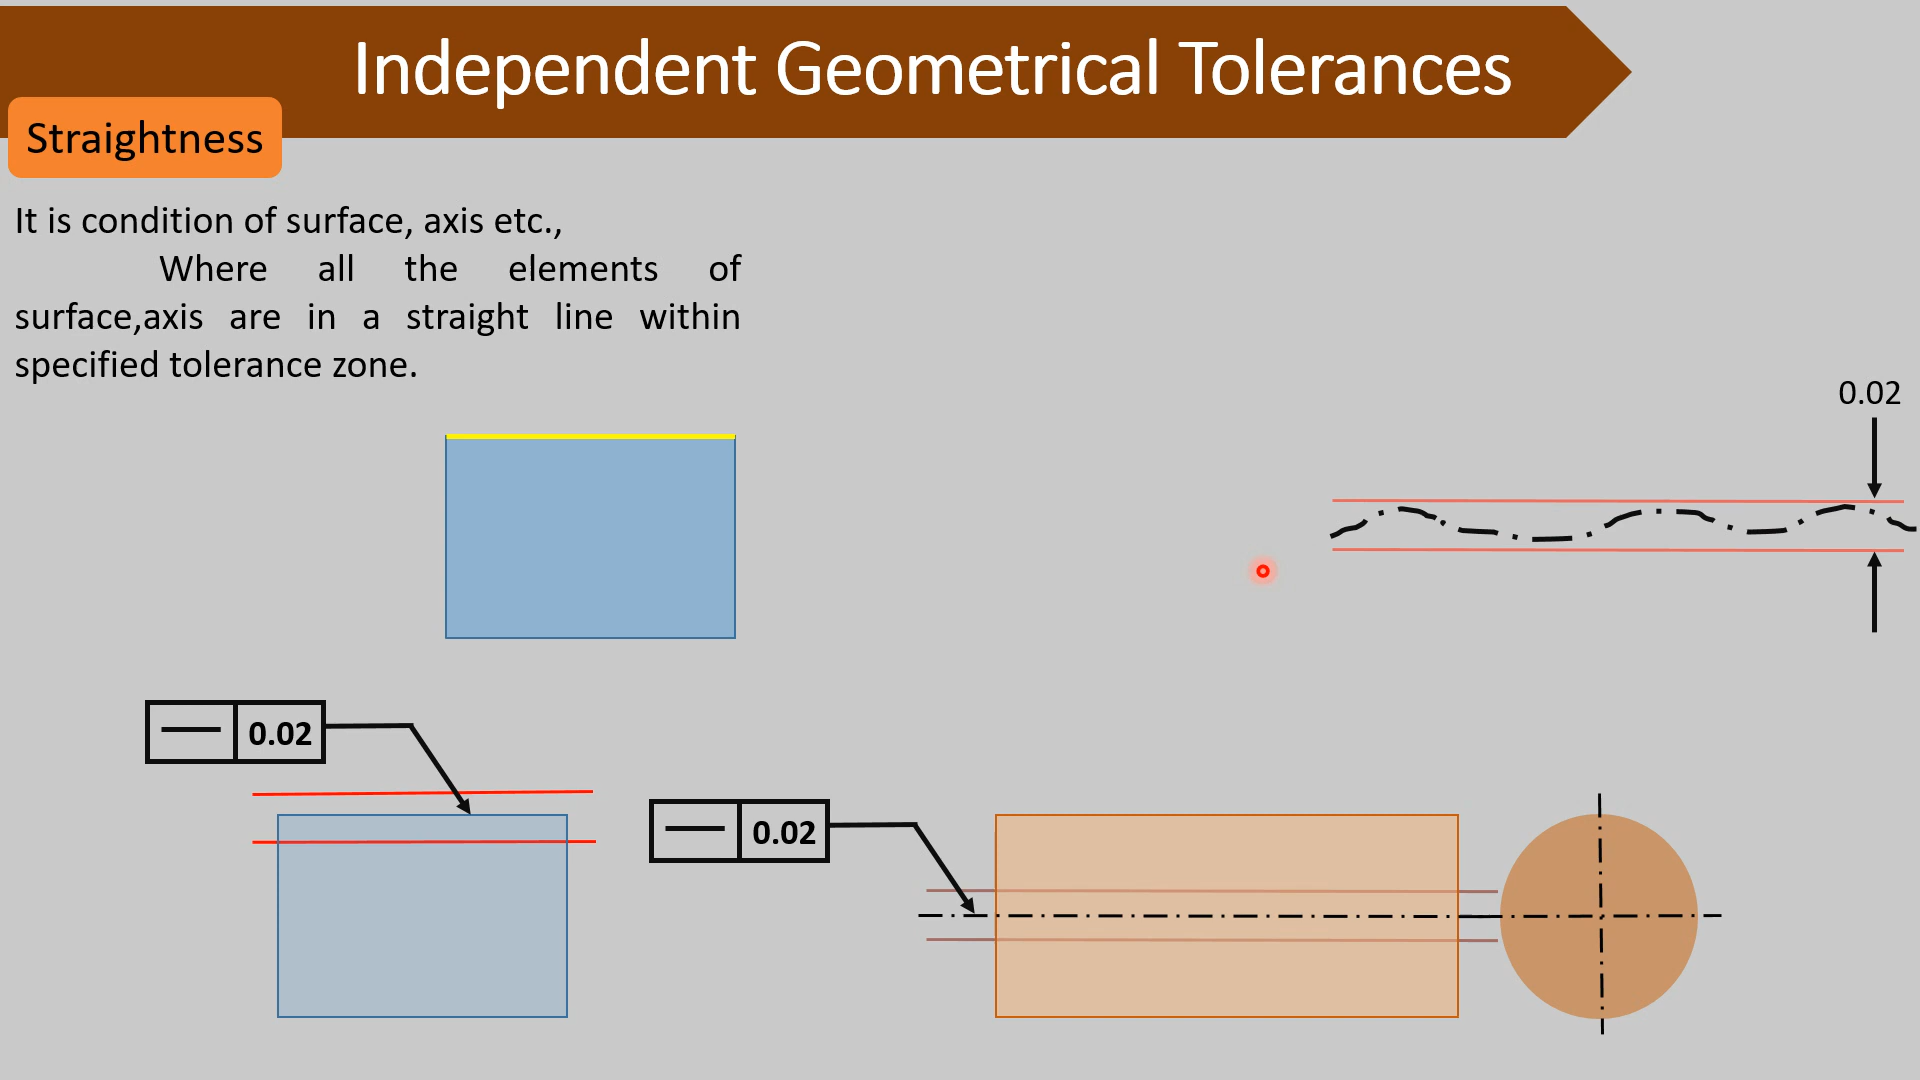 Independent Geometrical Tolerances
Straightness
It is condition of surface, axis etc.,
Where all the elements of
surface,axis are in a straight line within
specified tolerance zone.
0.02
0.02
0.02